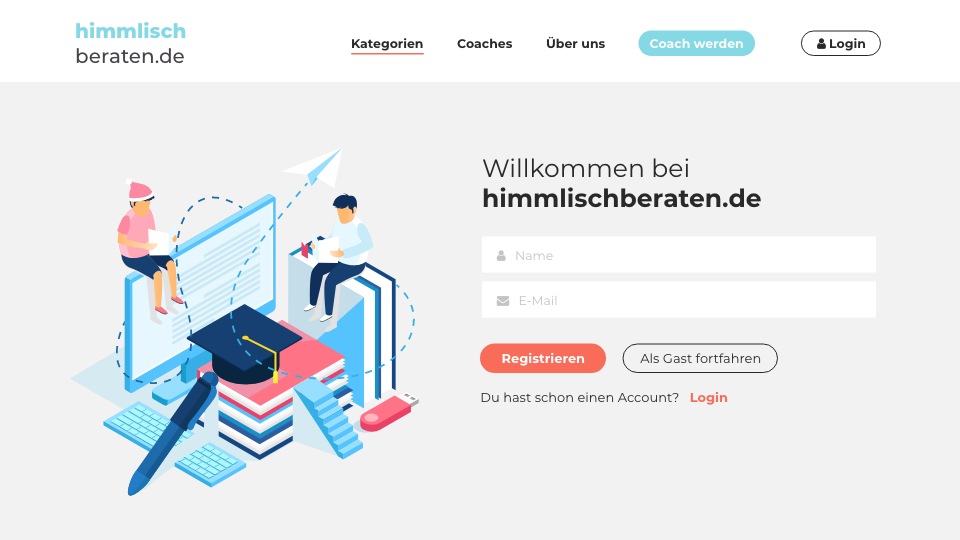 himmlisch
beraten.de
Kategorien
Coaches
Über uns
Coach werden
Login
Willkommen bei
himmlischberaten.de
Name
E-Mail
Registrieren
Als Gast fortfahren
Du hast schon einen Account? Login